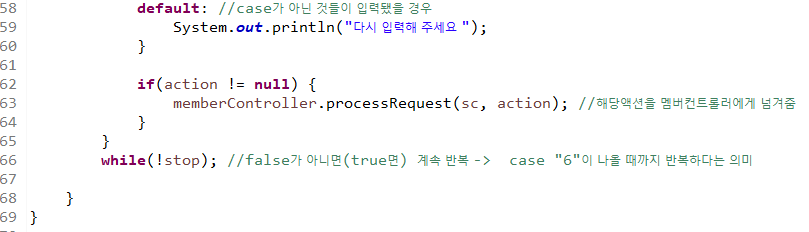 58 default: //case가 아닌 것들이 입력됐을 경우
59 System.out.println("다시 입력해 주세요 ");
60 }
61
62 if(action != null) {
63 memberController.processRequest(sc, action); //해당액션을 멤버컨트롤러에게 넘겨줌
64 }
65 }
66 while(!stop); //false가 아니면(true면) 계속 반복 -> case "6"이 나올 때까지 반복하다는 의미
67
68 }
69 }